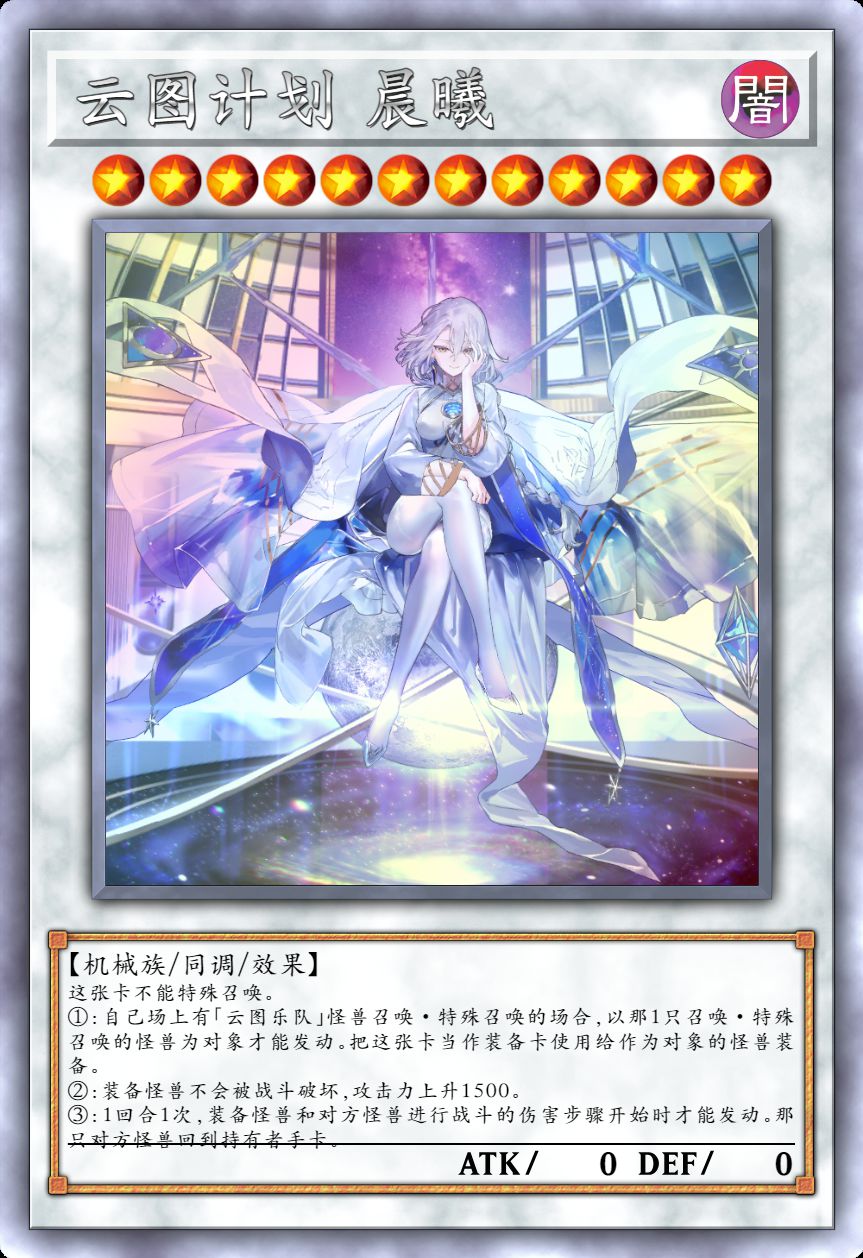 云图计划 晨曦
闇
【机械族/同调/效果】
这张卡不能特殊召唤。
①:自己场上有「云图乐队」怪兽召唤·特殊召唤的场合,以那1只召唤·特殊
召唤的怪兽为对象才能发动。把这张卡当作装备卡使用给作为对象的怪兽装
备。
②:装备怪兽不会被战斗破坏,攻击力上升1500。
③:1回合1次,装备怪兽和对方怪兽进行战斗的伤害步骤开始时才能发动。那
只对方怪兽回到持有者手卡。
ATK/ 0 DEF/ 0